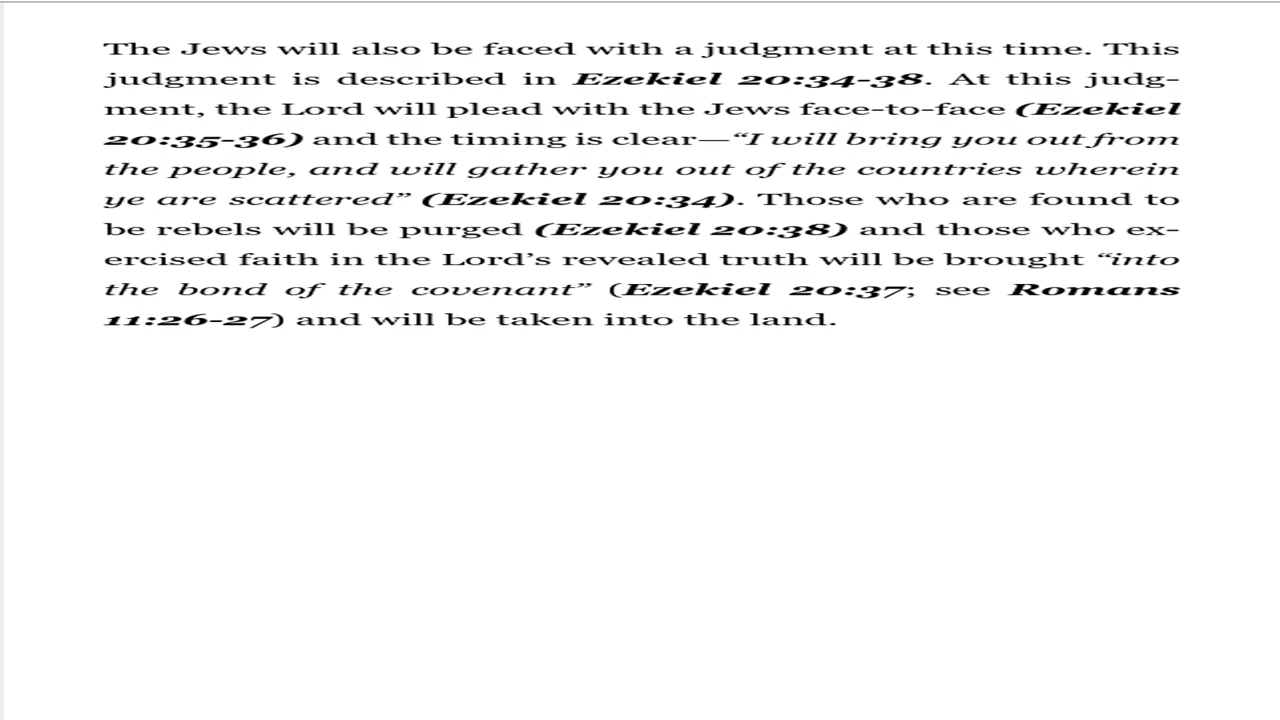 The Jews will also be faced with a judgment at this time. This
judgment is described in Ezekiel 20:34-38. At this judg-
ment, the Lord will plead with the Jews face-to-face (Ezekiel
20:35-36) and the timing is clear—“I will bring you out from
the people, and will gather you out of the countries wherein
ye are scattered” (Ezekiel 20:34). Those who are found to
be rebels will be purged (Ezekiel 20:38) and those who ex-
ercised faith in the Lord’s revealed truth will be brought “into
the bond of the covenant” (Ezekiel 20:37; see Romans
11:26-27) and will be taken into the land.